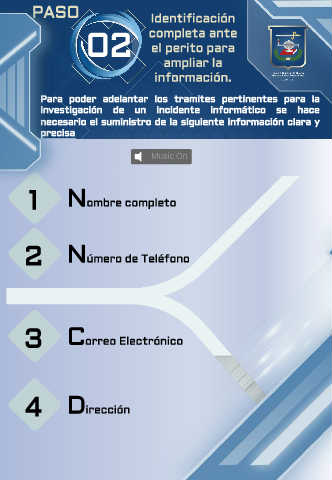 PASO
02
Identificación
completa ante
el perito para
ampliar la
información.
Para poder adelantar los tramites pertinentes para la
investigación de un incidente informático se hace
necesario el suministro de la siguiente información clara y
precisa
Music On
1 Nombre completo
2 Número de Teléfono
3 Correo Electrónico
4 Dirección